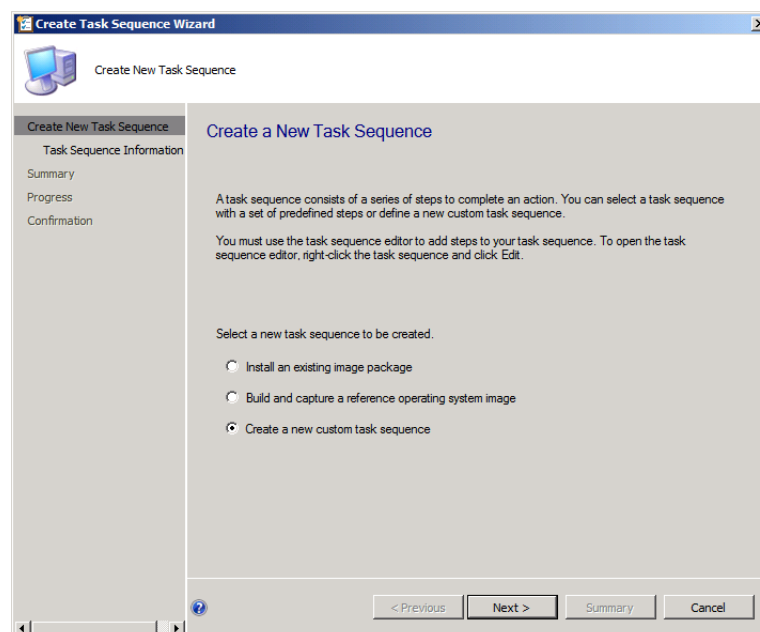 Create Task Sequence Wizard
Create New Task Sequence
Create New Task Sequence
Task Sequence Information
Summary
Progress
Confirmation
Create a New Task Sequence
A task sequence consists of a series of steps to complete an action. You can select a task sequence
with a set of predefined steps or define a new custom task sequence.
You must use the task sequence editor to add steps to your task sequence. To open the task
sequence editor, right-click the task sequence and click Edit.
Select a new task sequence to be created.
Install an existing image package
Build and capture a reference operating system image
Create a new custom task sequence
< Previous
Next >
Summary
Cancel